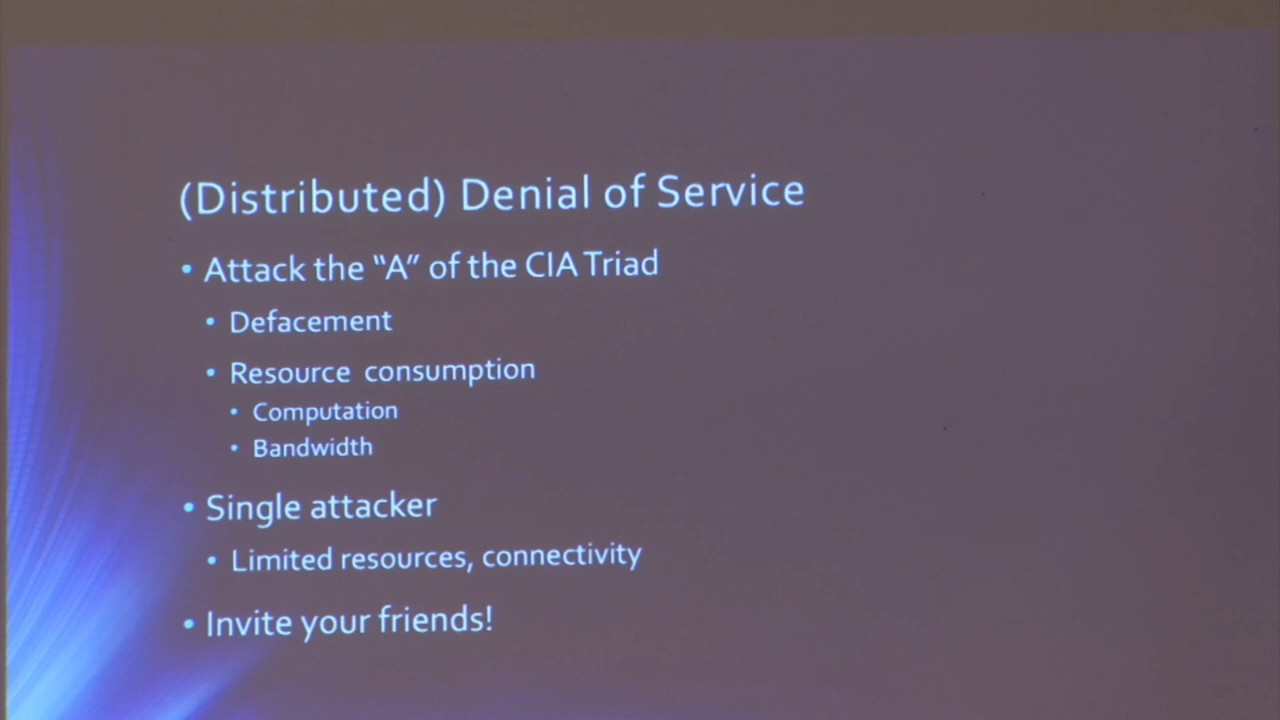 (Distributed) Denial of Service
• Attack the “A” of the CIA Triad
• Defacement
• Resource consumption
• Computation
• Bandwidth
• Single attacker
• Limited resources, connectivity
• Invite your friends!